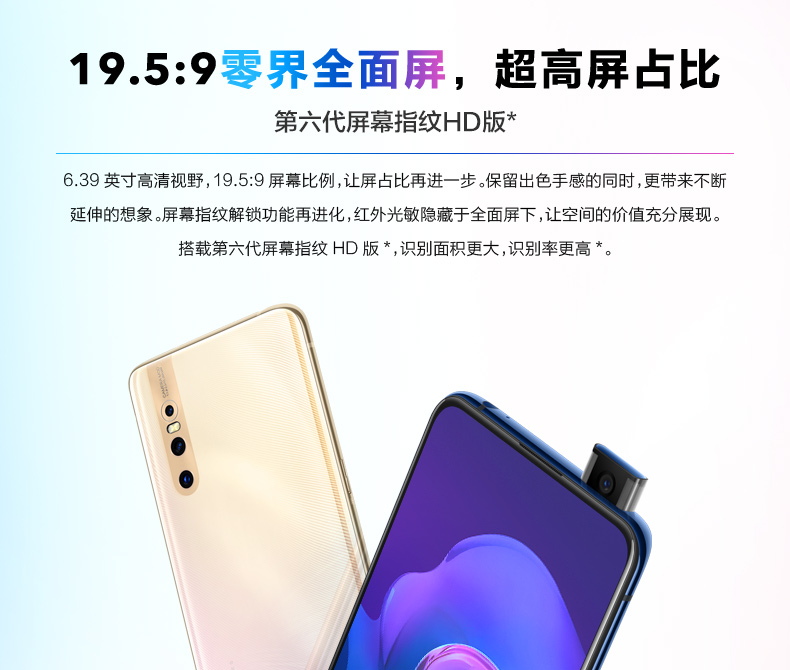 19.5:9零界全面屏，超高屏占比
第六代屏幕指纹HD版*
6.39 英寸高清视野，19.5:9 屏幕比例，让屏占比再进一步。保留出色手感的同时，更带来不断
延伸的想象。屏幕指纹解锁功能再进化，红外光敏隐藏于全面屏下，让空间的价值充分展现。
搭载第六代屏幕指纹 HD 版 *，识别面积更大，识别率更高 *。